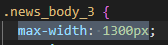 .news_body_3 {
max-width: 1300px;